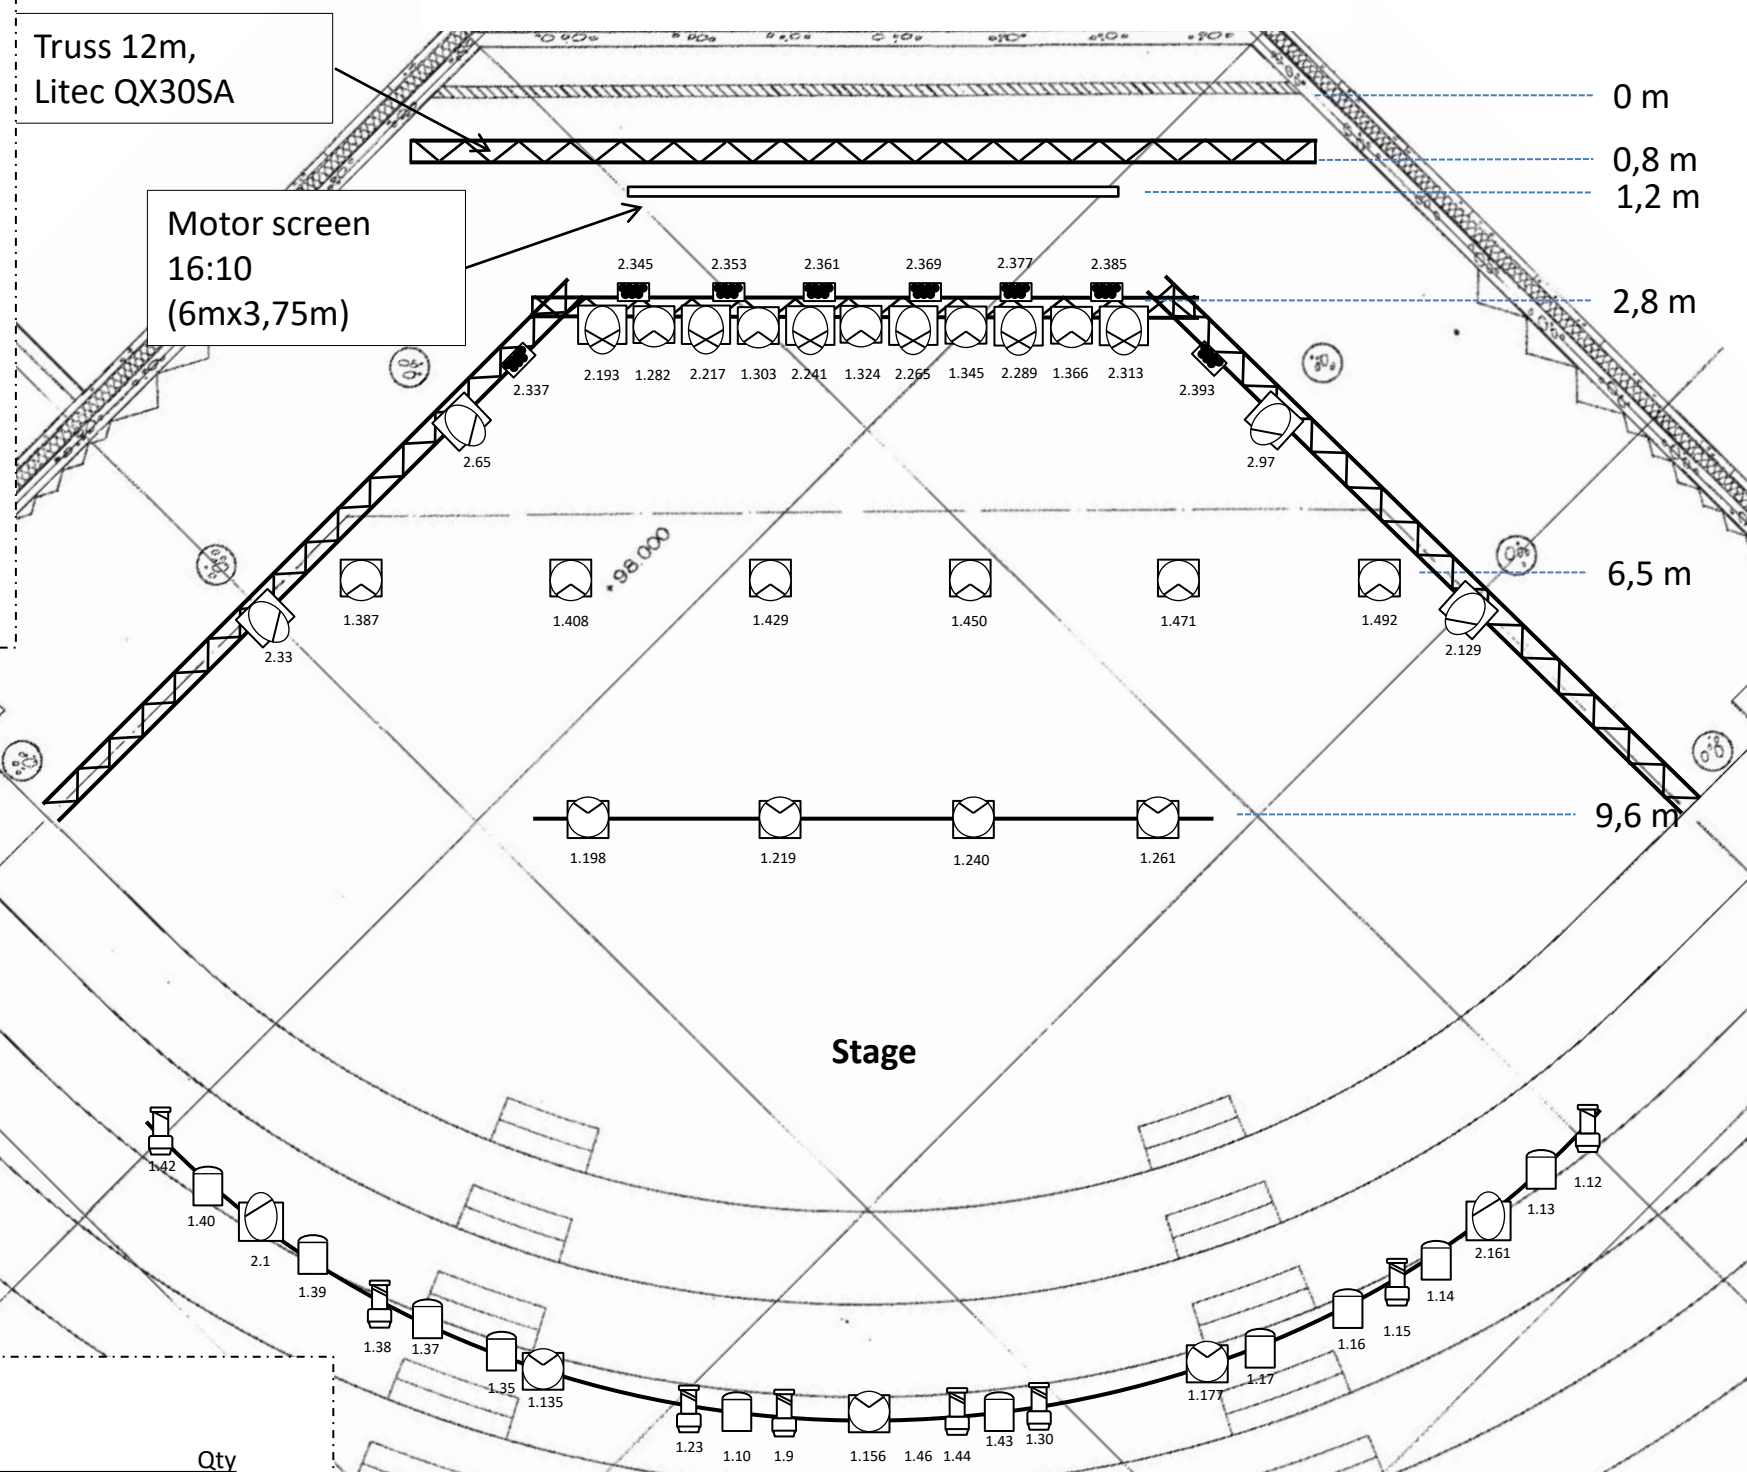 Truss 12m,
Litec QX30SA
0 m
0,8 m
1,2 m
Motor screen
16:10
(6mx3,75m)
2.345 2.353 2.361 2.369 2.377 2.385
2,8 m
2.337 2.193 1.282 2.217 1.303 2.241 1.324 2.265 1.345 2.289 1.366 2.313 2.393
2.65 2.97
+98.000
6,5 m
1.387 1.408 1.429 1.450 1.471 1.492
2.33 2.129
9,6 m
1.198 1.219 1.240 1.261
Stage
1.42 1.12
1.40 1.13
2.1 2.161
1.39 1.14
1.38 1.37 1.16 1.15
1.35 1.135 1.177 1.17
1.23 1.10 1.9 1.156 1.46 1.44 1.43 1.30
Qty